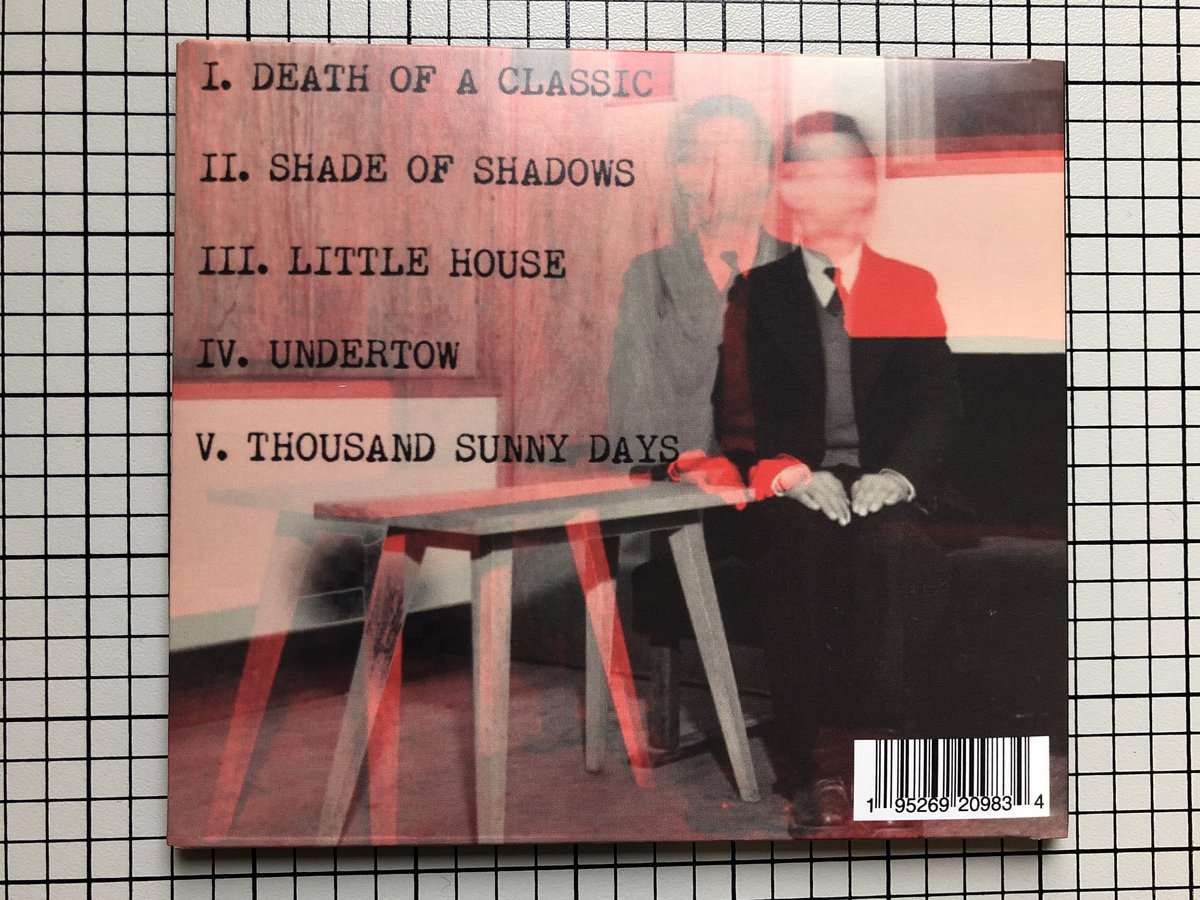 I. DEATH OF A CLASSIC
II. SHADE OF SHADOWS
III. LITTLE HOUSE
IV. UNDERTOW
V. THOUSAND SUNNY DAYS
1 95269 20983 4